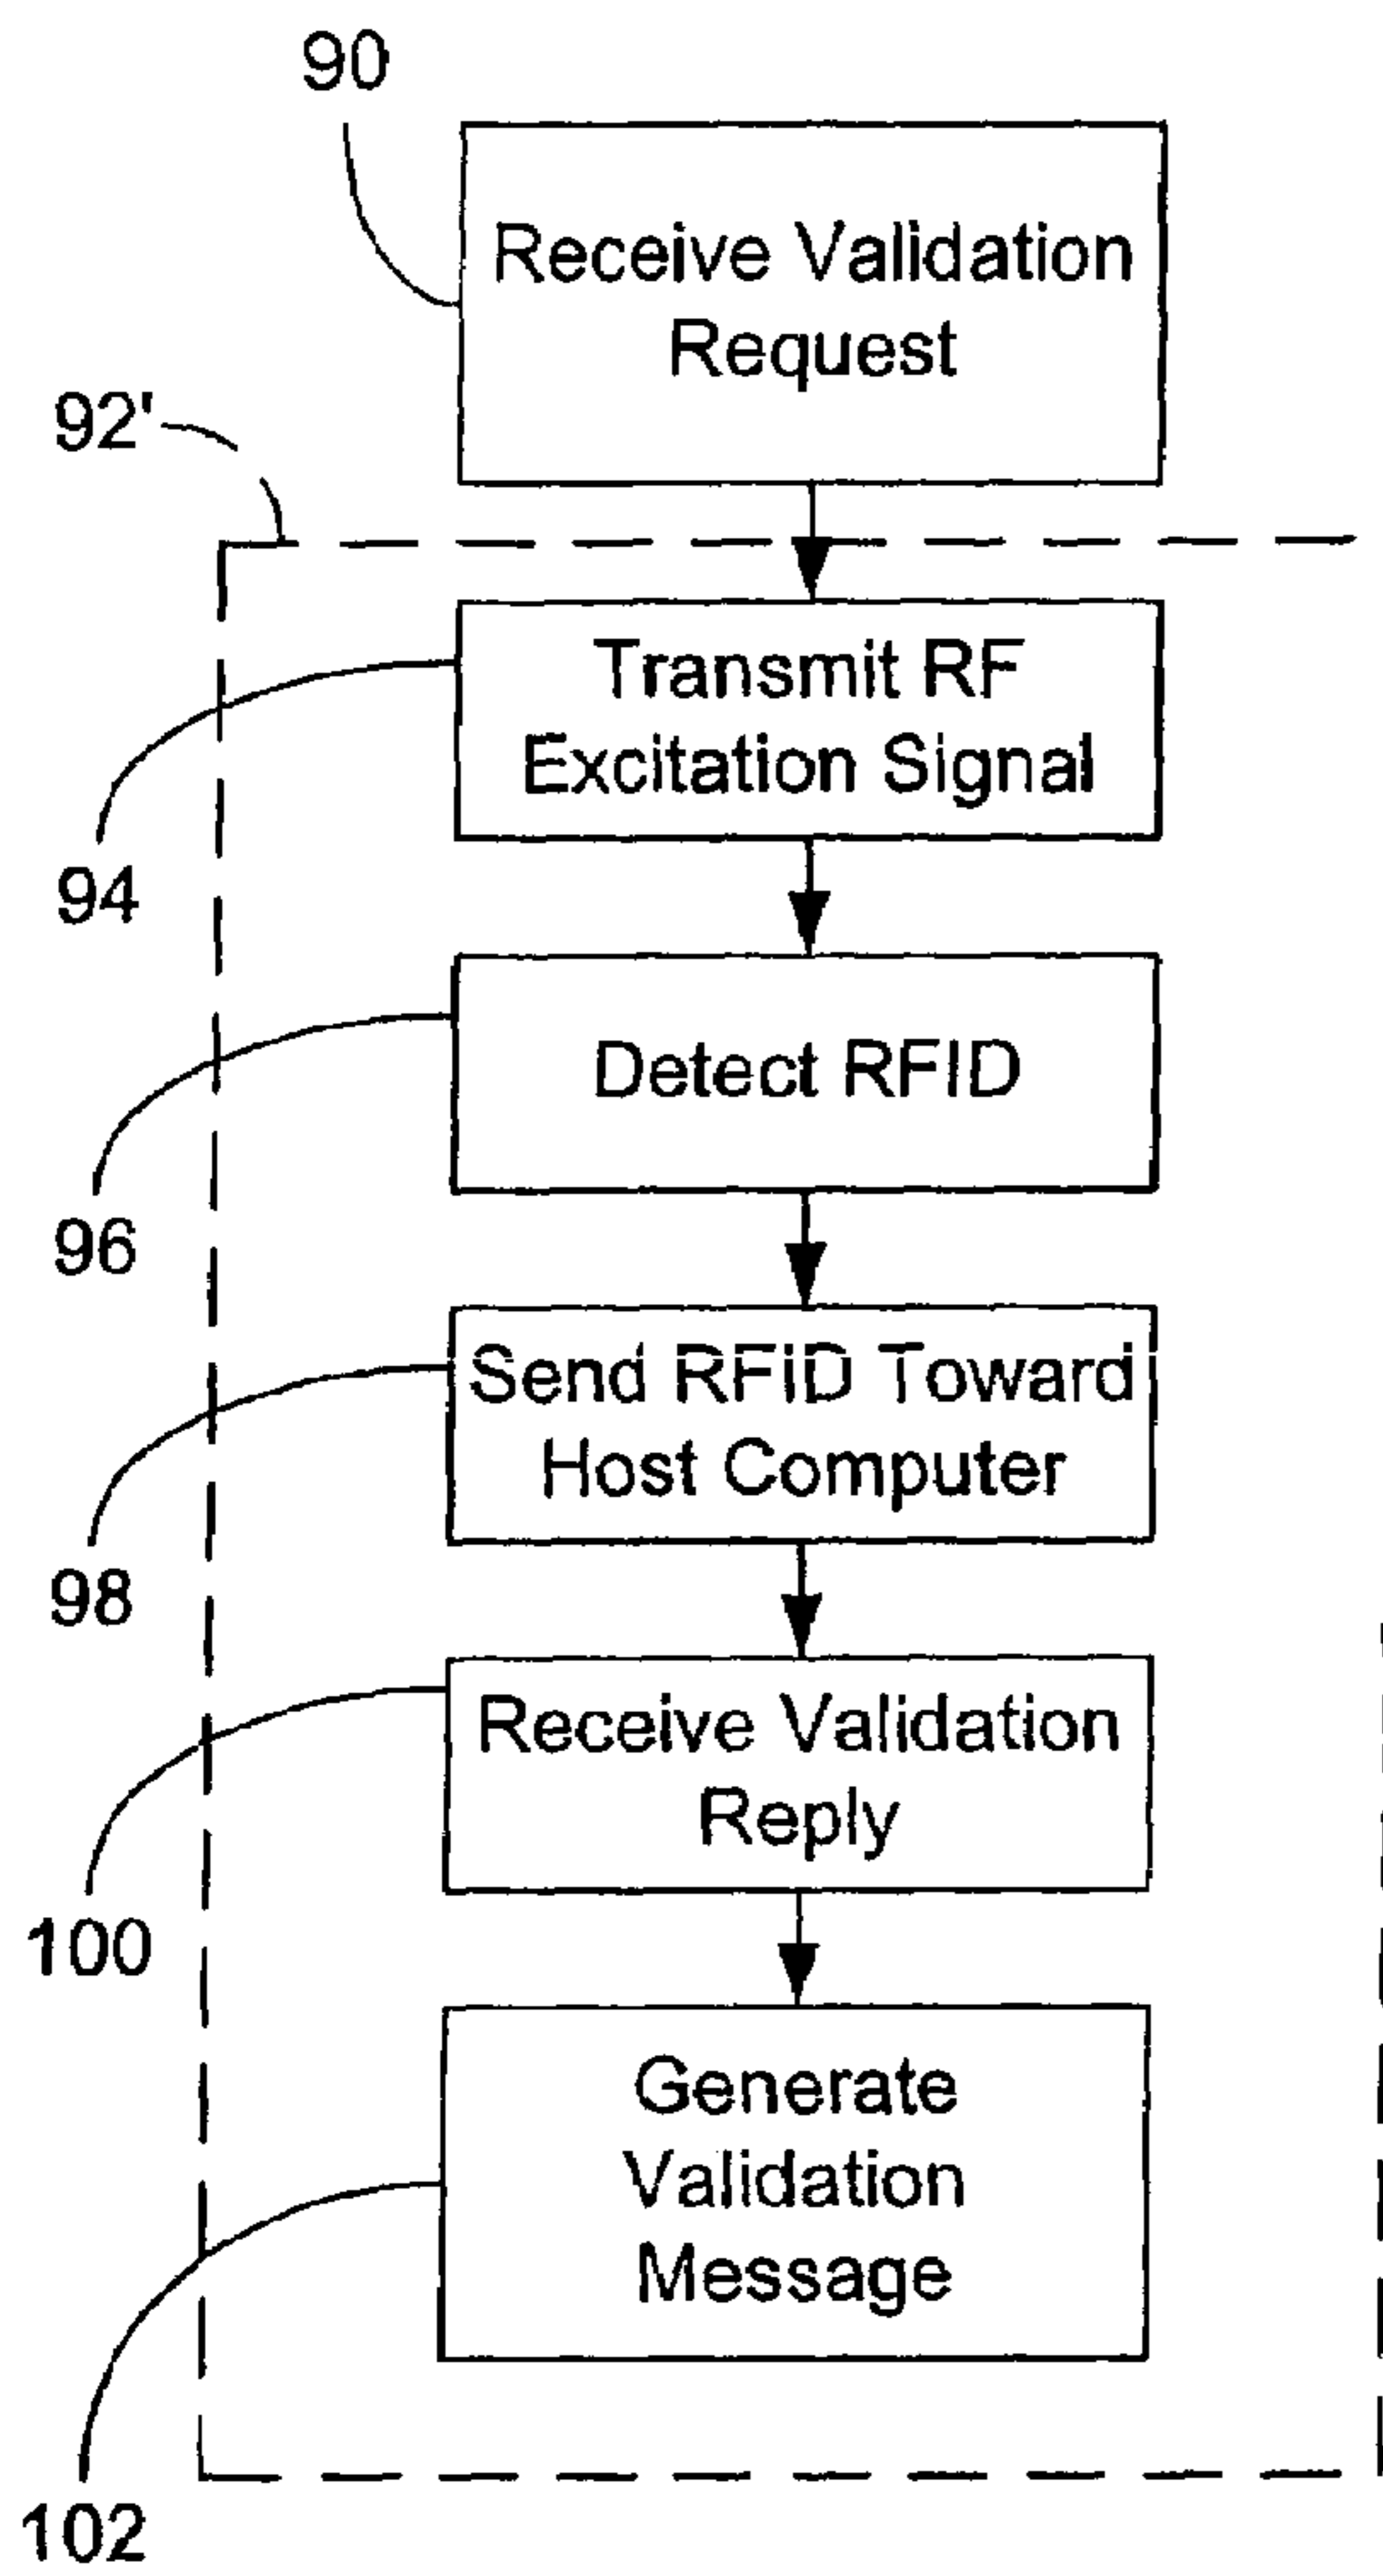 90
Receive Validation
Request
92'
Transmit RF
Excitation Signal
94
Detect RFID
96
Send RFID Toward
Host Computer
98
Receive Validation
Reply
100
Generate
Validation
Message
102